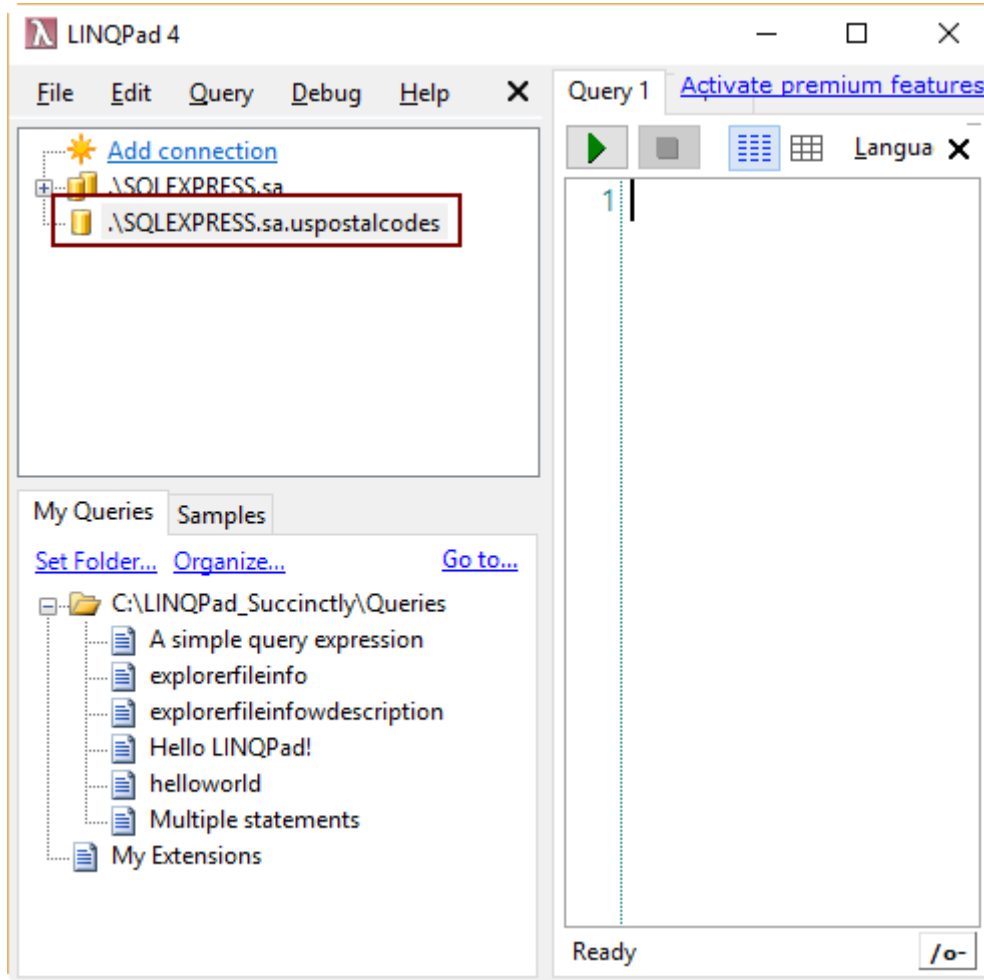 LINQPad 4
File Edit Query Debug Help
Add connection
.\SQLEXPRESS.sa
.\SQLEXPRESS.sa.uspostalcodes
My Queries Samples
Set Folder... Organize... Go to...
C:\LINQPad_Succinctly\Queries
A simple query expression
explorerfileinfo
explorerfileinfowdescription
Hello LINQPad!
helloworld
Multiple statements
My Extensions
Query 1 Activate premium features
Langua
1
Ready /o-